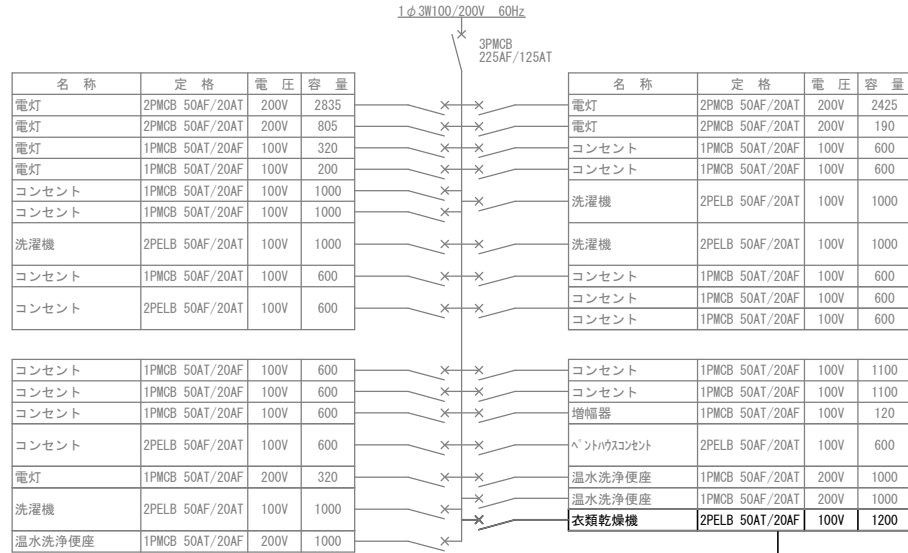 1φ3W100/200V 60Hz
3PMCB
225AF/125AT
名 称 定 格 電 圧 容 量
電灯 2PMCB 50AF/20AT 200V 2835
電灯 2PMCB 50AF/20AT 200V 805
電灯 1PMCB 50AT/20AF 100V 320
電灯 1PMCB 50AT/20AF 100V 200
コンセント 1PMCB 50AT/20AF 100V 1000
コンセント 1PMCB 50AT/20AF 100V 1000
洗濯機 2PELB 50AF/20AT 100V 1000
コンセント 1PMCB 50AT/20AF 100V 600
コンセント 2PELB 50AF/20AT 100V 600
コンセント 1PMCB 50AT/20AF 100V 600
コンセント 1PMCB 50AT/20AF 100V 600
コンセント 1PMCB 50AT/20AF 100V 600
コンセント 2PELB 50AF/20AT 100V 600
電灯 1PMCB 50AT/20AF 200V 320
洗濯機 2PELB 50AF/20AT 100V 1000
温水洗浄便座 1PMCB 50AT/20AF 200V 1000
名 称 定 格 電 圧 容 量
電灯 2PMCB 50AF/20AT 200V 2425
電灯 2PMCB 50AF/20AT 200V 190
コンセント 1PMCB 50AT/20AF 100V 600
コンセント 1PMCB 50AT/20AF 100V 600
洗濯機 2PELB 50AF/20AT 100V 1000
洗濯機 2PELB 50AF/20AT 100V 1000
コンセント 1PMCB 50AT/20AF 100V 600
コンセント 1PMCB 50AT/20AF 100V 600
コンセント 1PMCB 50AT/20AF 100V 600
コンセント 1PMCB 50AT/20AF 100V 1100
コンセント 1PMCB 50AT/20AF 100V 1100
増幅器 1PMCB 50AT/20AF 100V 120
ペントハウスコンセント 2PELB 50AF/20AT 100V 600
温水洗浄便座 1PMCB 50AT/20AF 200V 1000
温水洗浄便座 1PMCB 50AT/20AF 200V 1000
衣類乾燥機 2PELB 50AT/20AF 100V 1200